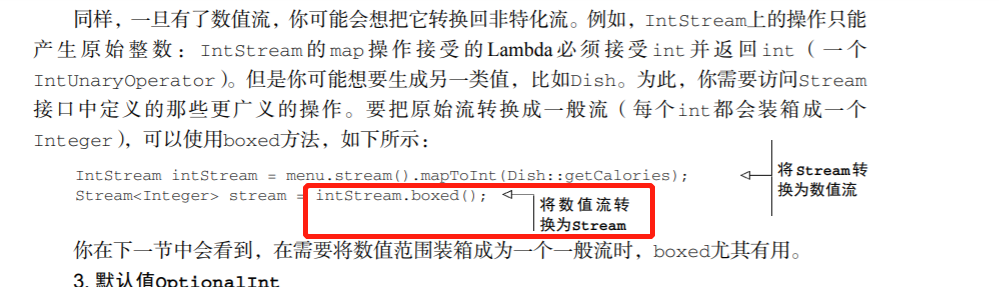 同样，一旦有了数值流，你可能会想把它转换回非特化流。例如，IntStream上的操作只能
产生原始整数：IntStream的map操作接受的Lambda必须接受int并返回int（一个
IntUnaryOperator）。但是你可能想要生成另一类值，比如Dish。为此，你需要访问Stream
接口中定义的那些更广义的操作。要把原始流转换成一般流（每个int都会装箱成一个
Integer），可以使用boxed方法，如下所示：
IntStream intStream = menu.stream().mapToInt(Dish::getCalories);
将Stream转
换为数值流
Stream<Integer> stream = intStream.boxed();
将数值流转
换为Stream
你在下一节中会看到，在需要将数值范围装箱成为一个一般流时，boxed尤其有用。
3. 默认值OptionalInt